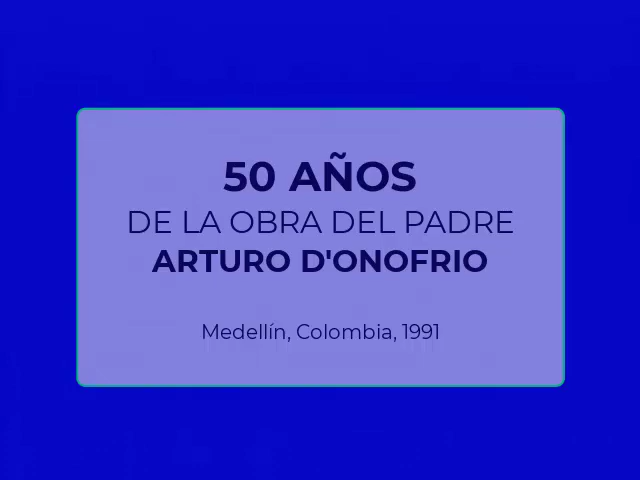 50 AÑOS
DE LA OBRA DEL PADRE
ARTURO D'ONOFRIO
Medellín, Colombia, 1991